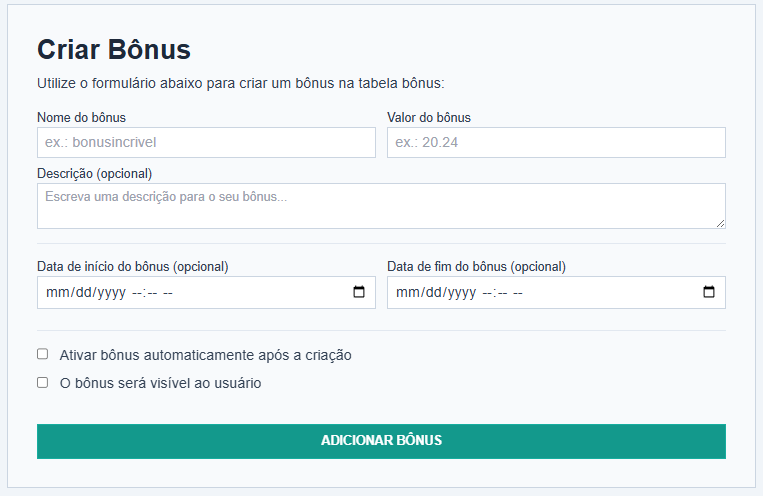 Criar Bônus
Utilize o formulário abaixo para criar um bônus na tabela bônus:
Nome do bônus
Valor do bônus
ex.: bonusincrivel
ex.: 20.24
Descrição (opcional)
Escreva uma descrição para o seu bônus...
Data de início do bônus (opcional)
Data de fim do bônus (opcional)
mm/dd/yyyy --:-- --
mm/dd/yyyy --:-- --
Ativar bônus automaticamente após a criação
O bônus será visível ao usuário
ADICIONAR BÔNUS